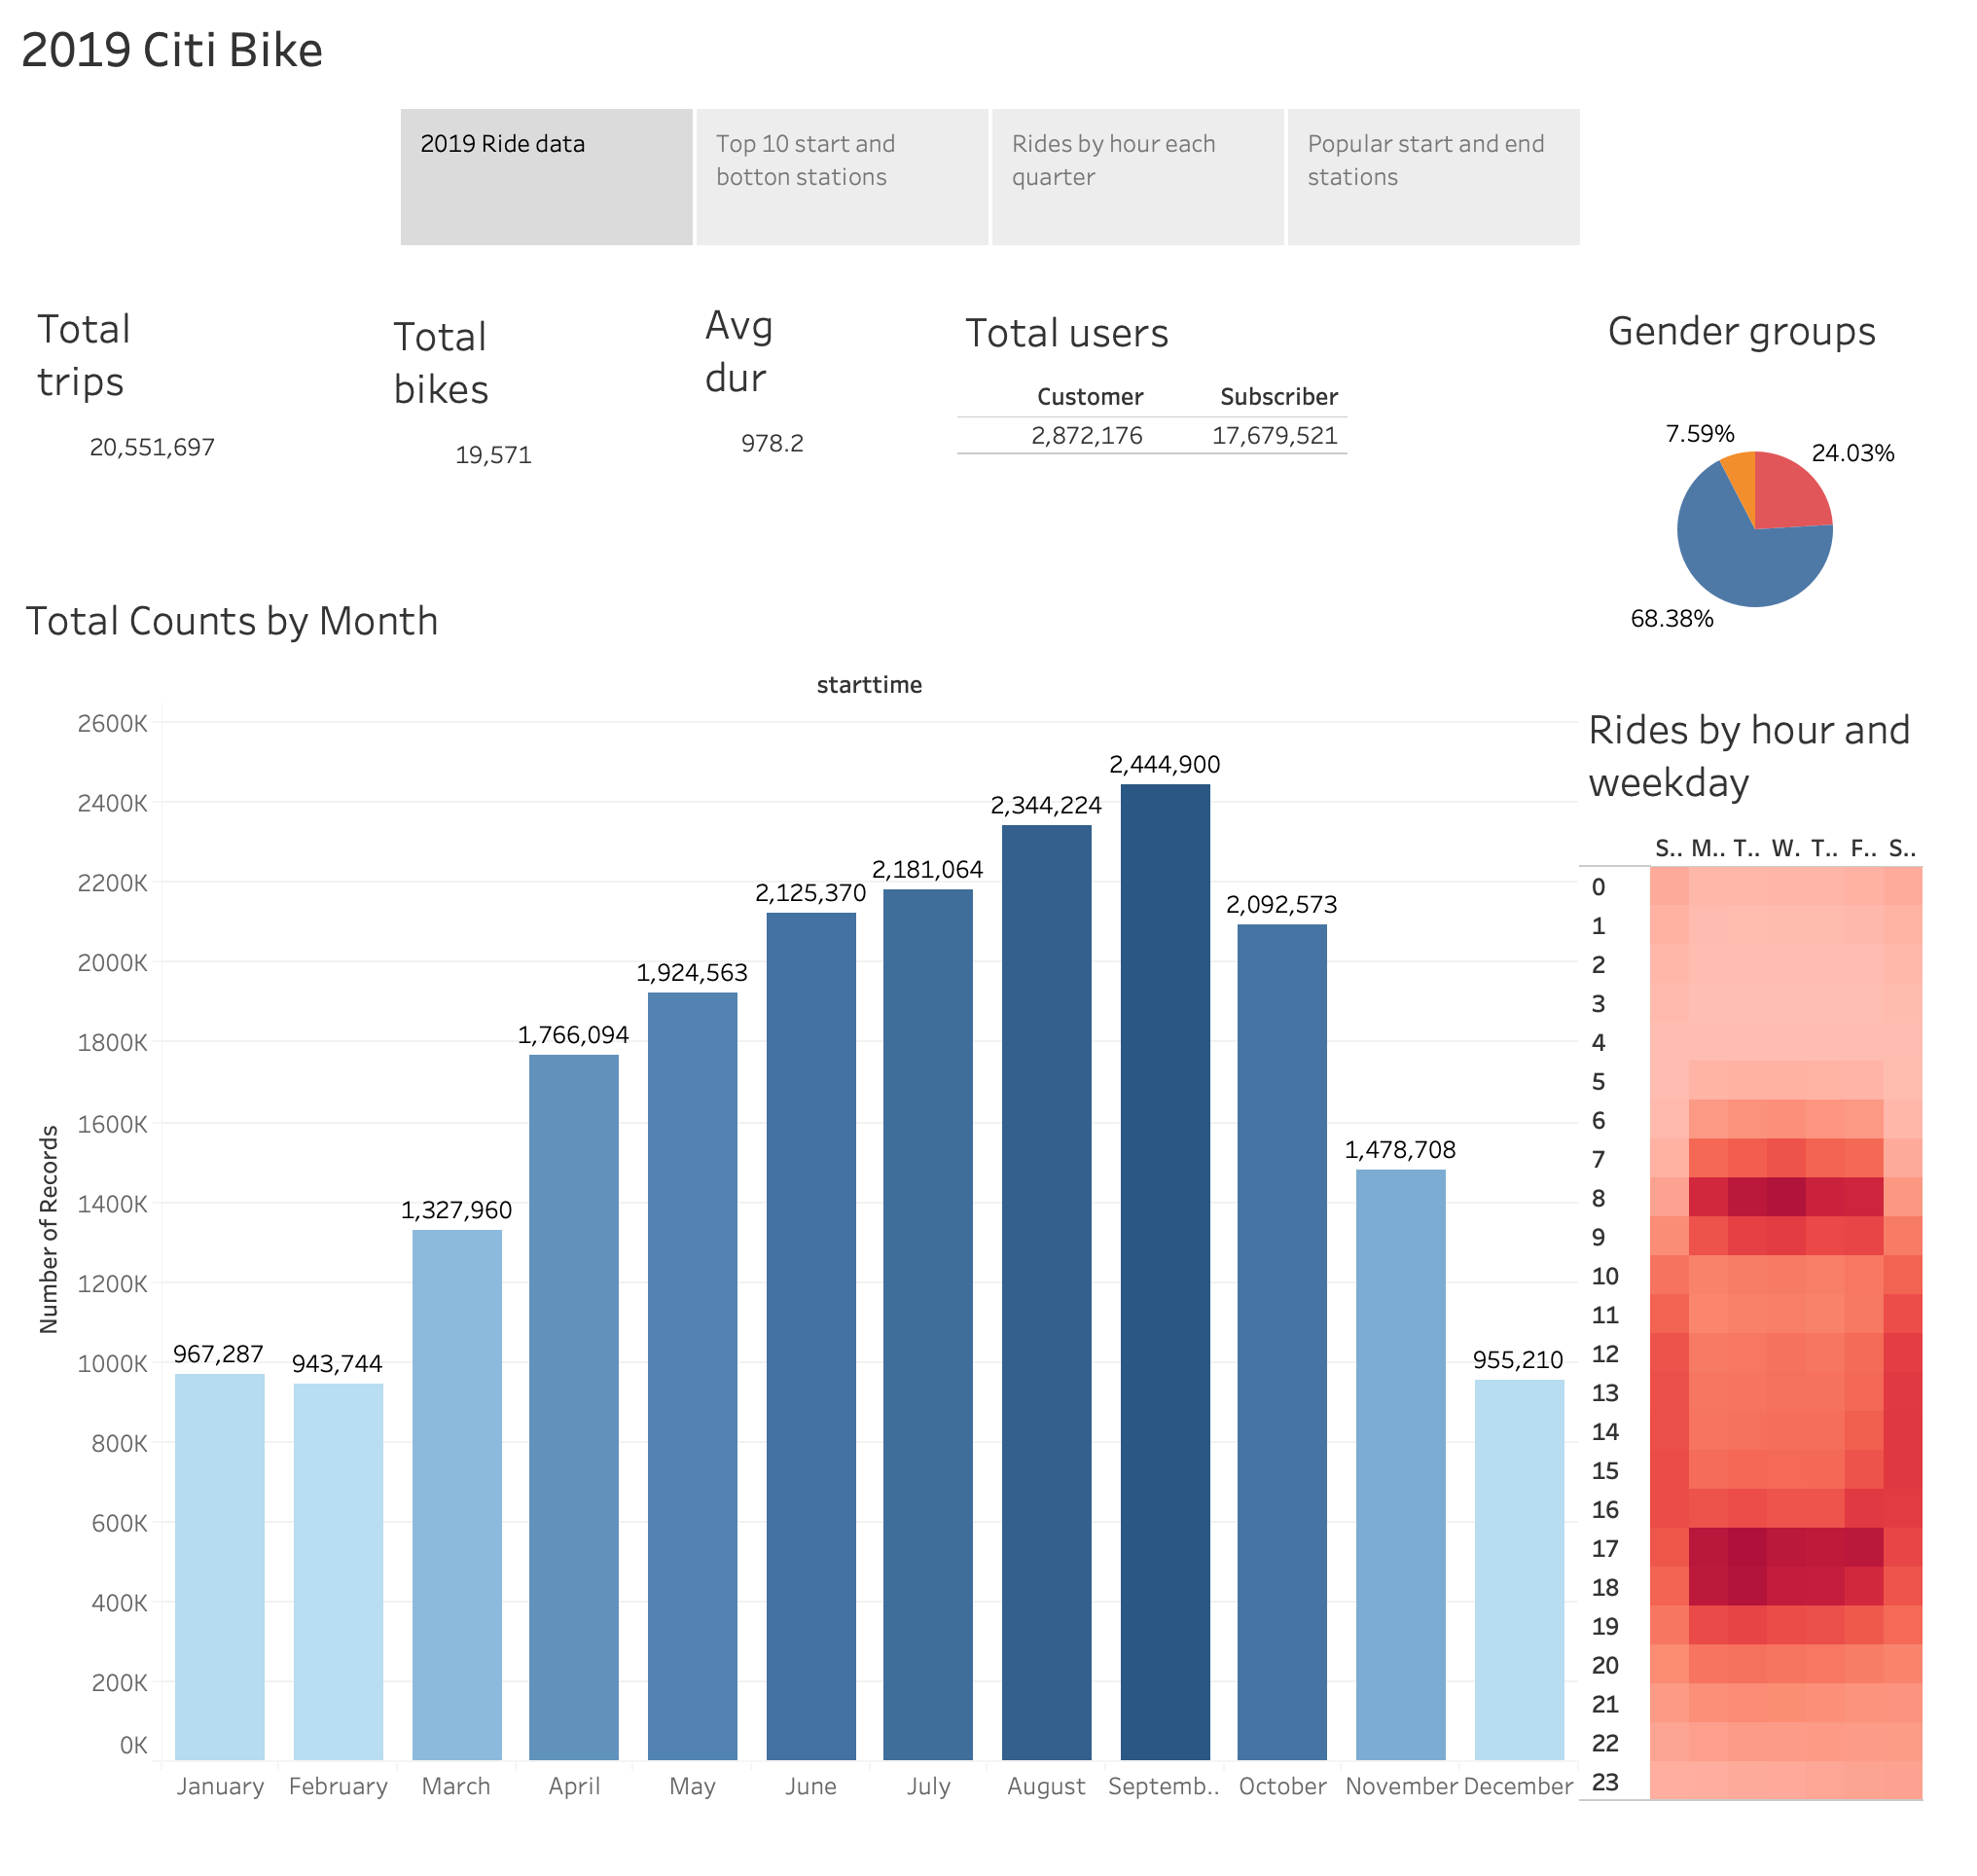 2019 Citi Bike
2019 Ride data
Top 10 start and
botton stations
Rides by hour each
quarter
Popular start and end
stations
Total
trips
20,551,697
Total
bikes
19,571
Avg
dur
978.2
Total users
Customer Subscriber
2,872,176 17,679,521
Gender groups
7.59%
24.03%
68.38%
Total Counts by Month
starttime
Number of Records
2600K
2400K
2200K
2000K
1800K
1600K
1400K
1200K
1000K
800K
600K
400K
200K
0K
967,287
943,744
1,327,960
1,766,094
1,924,563
2,125,370
2,181,064
2,344,224
2,444,900
2,092,573
1,478,708
955,210
January February March April May June July August Septemb.. October November December
Rides by hour and
weekday
S.. M.. T.. W. T.. F.. S..
0
1
2
3
4
5
6
7
8
9
10
11
12
13
14
15
16
17
18
19
20
21
22
23